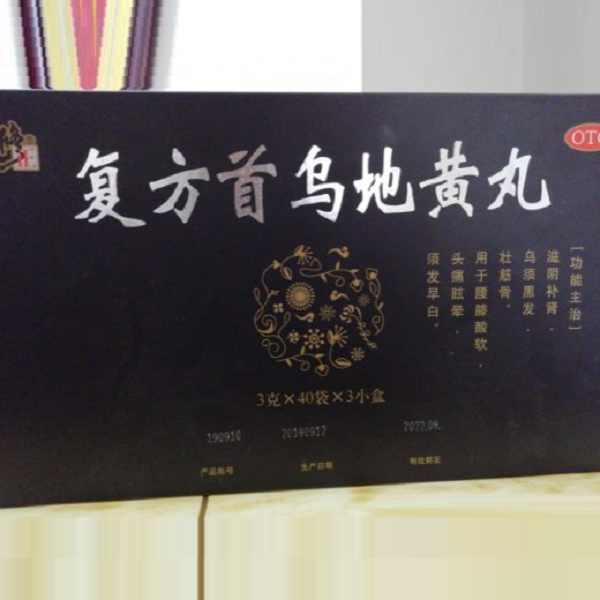 OTC
复方首乌地黄丸
[功能主治]
滋阴补肾,
乌须黑发,
壮筋骨。
用于腰膝酸软,
头痛眩晕,
须发早白。
3克×40袋×3小盒
190910 20190912 2022.08.
产品批号 生产日期 有效期至